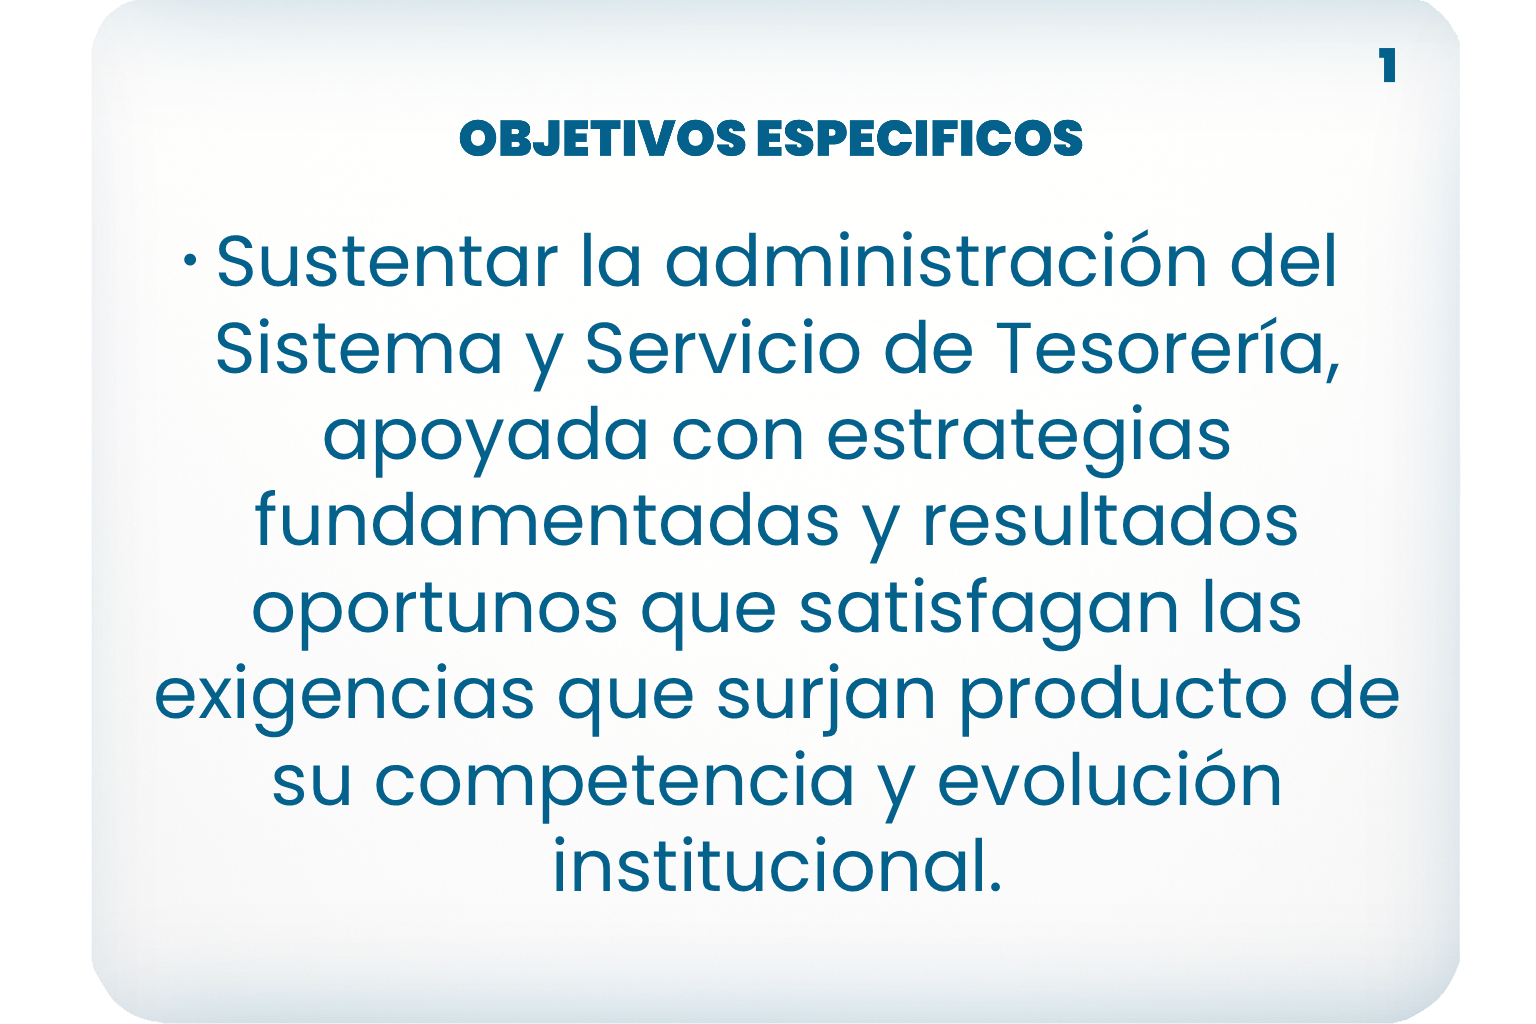 1
OBJETIVOS ESPECIFICOS
• Sustentar la administración del
Sistema y Servicio de Tesorería,
apoyada con estrategias
fundamentadas y resultados
oportunos que satisfagan las
exigencias que surjan producto de
su competencia y evolución
institucional.